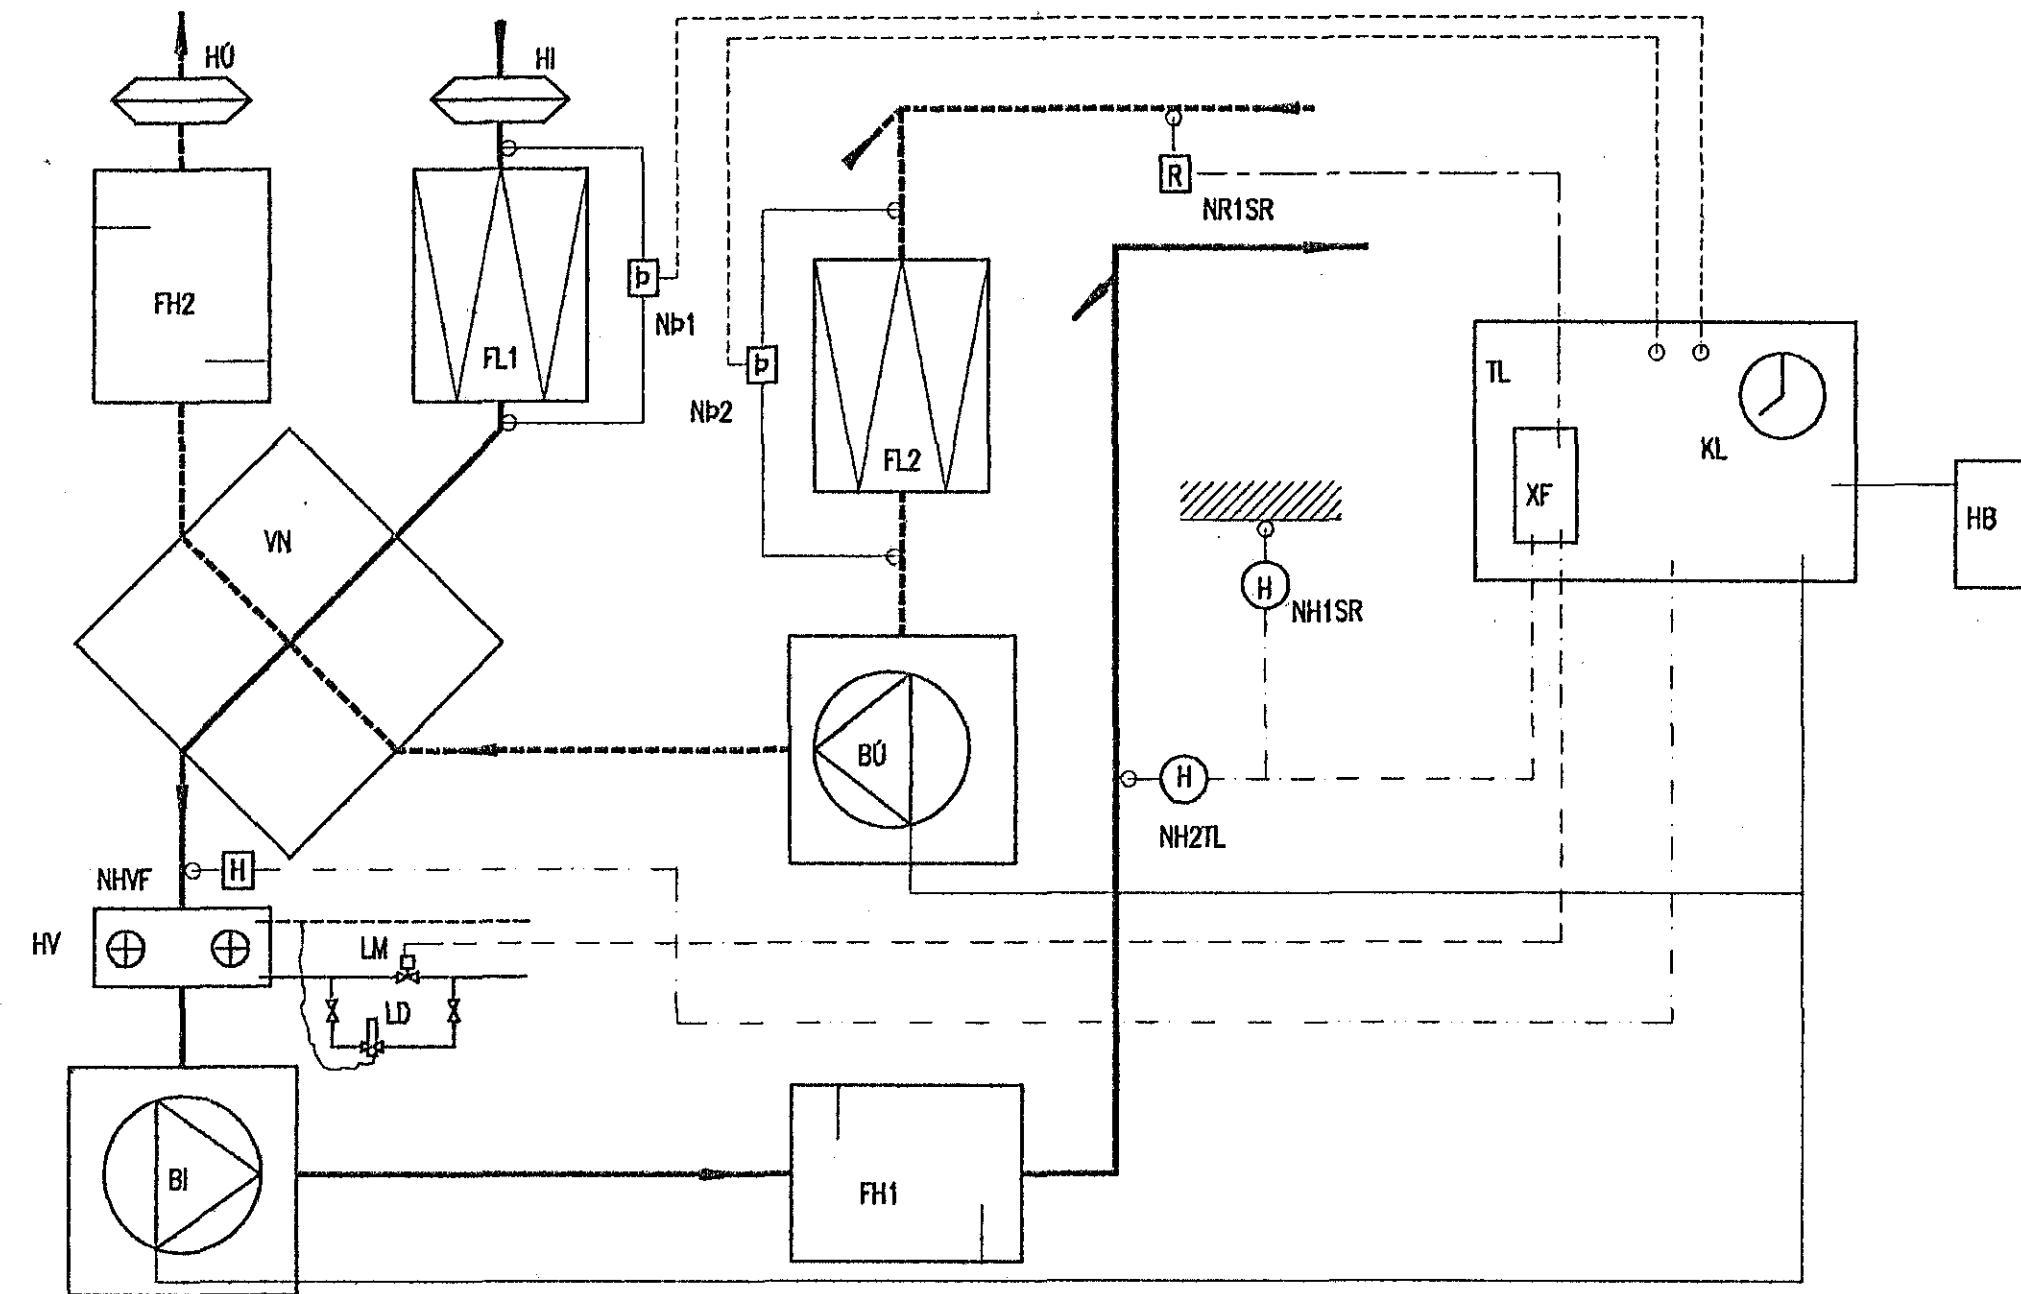 HÚ
HI
R
NR1SR
FH2
FL1
Þ
NÞ1
Þ
NÞ2
FL2
TL
KL
XF
HB
VN
H
NH1SR
BÚ
H
NH2TL
NHVF
H
HV
LM
LD
BI
FH1